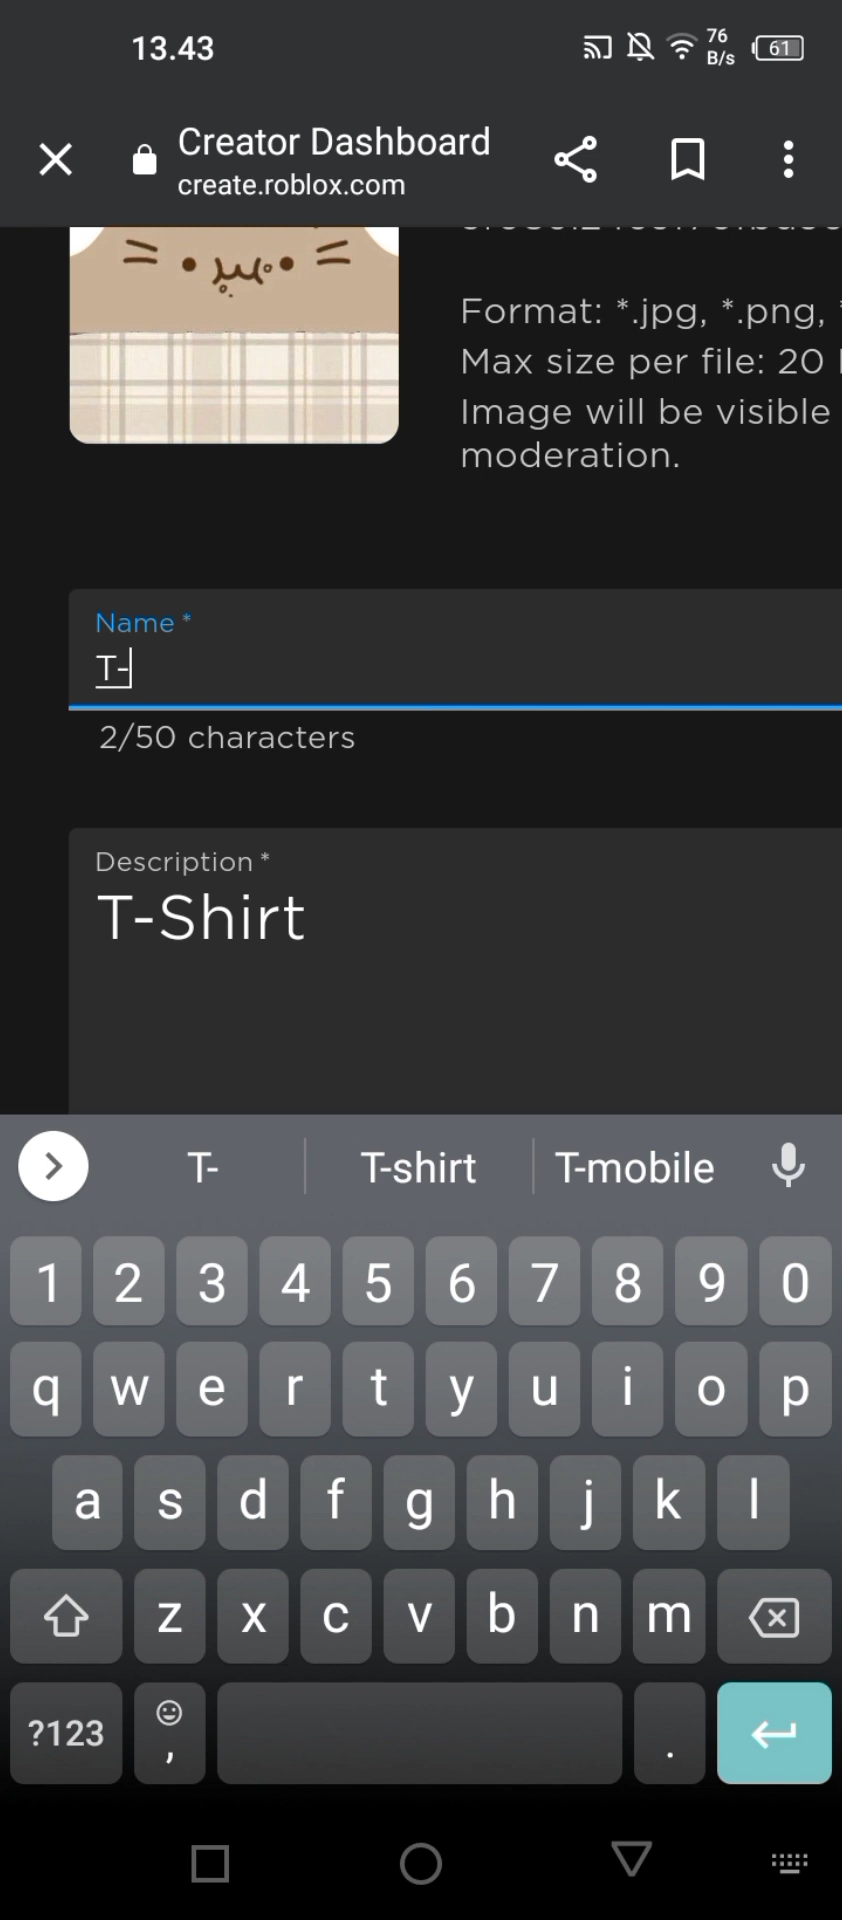 13.43
76
B/s
61
Creator Dashboard
create.roblox.com
Format: *.jpg, *.png, *
Max size per file: 20
Image will be visible
moderation.
Name *
T-
2/50 characters
Description *
T-Shirt
T-
T-shirt
T-mobile
1 2 3 4 5 6 7 8 9 0
q w e r t y u i o p
a s d f g h j k l
z x c v b n m
?123 , .